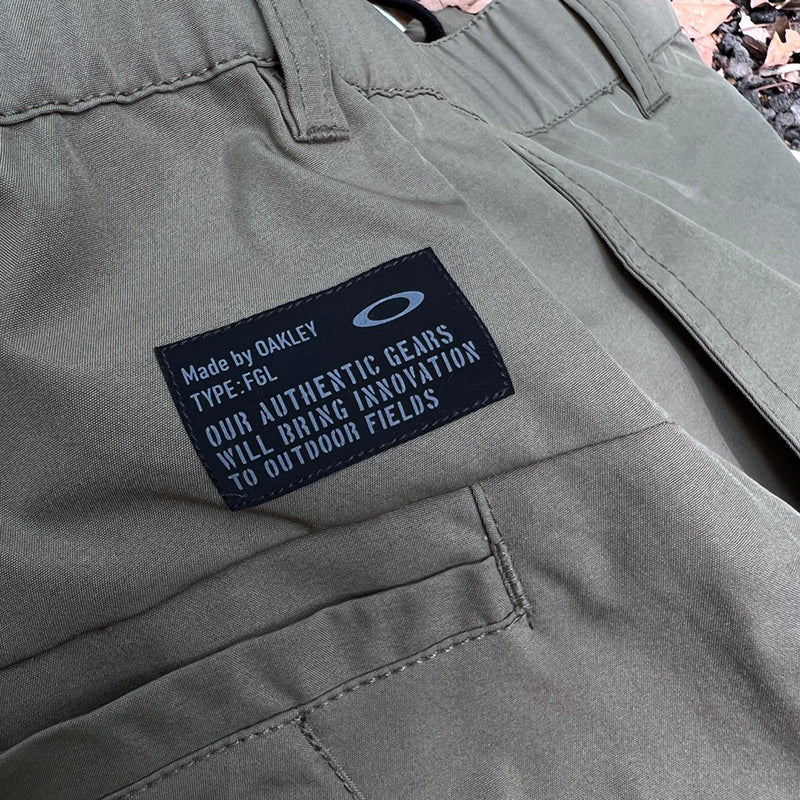 Made by OAKLEY
TYPE:FGL
OUR AUTHENTIC GEARS
WILL BRING INNOVATION
TO OUTDOOR FIELDS